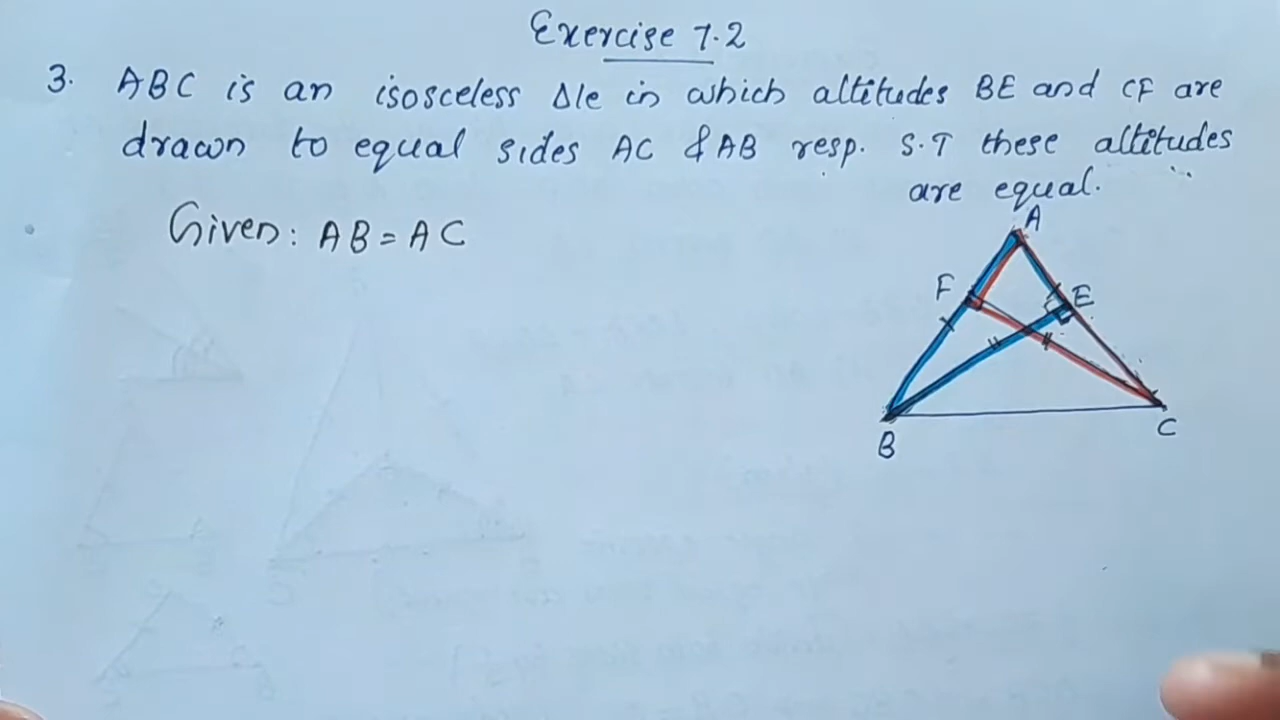 Exercise 7.2
3. ABC is an isosceless Δle in which altitudes BE and CF are
drawn to equal sides AC & AB resp. S.T these altitudes
are equal.
Given: AB = AC
A
F
E
B
C